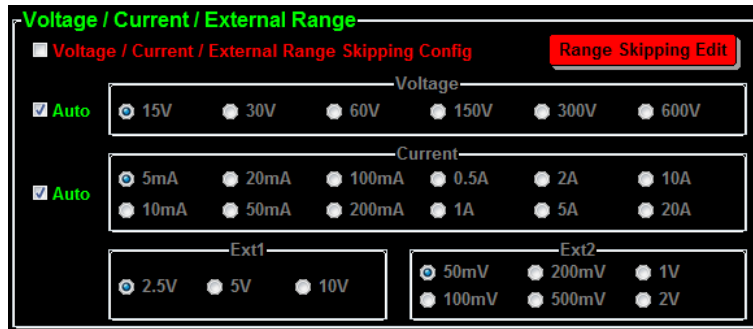 Voltage / Current / External Range
Voltage / Current / External Range Skipping Config
Range Skipping Edit
Voltage
Auto
15V 30V 60V 150V 300V 600V
Current
Auto
5mA 20mA 100mA 0.5A 2A 10A
10mA 50mA 200mA 1A 5A 20A
Ext1
2.5V 5V 10V
Ext2
50mV 200mV 1V
100mV 500mV 2V